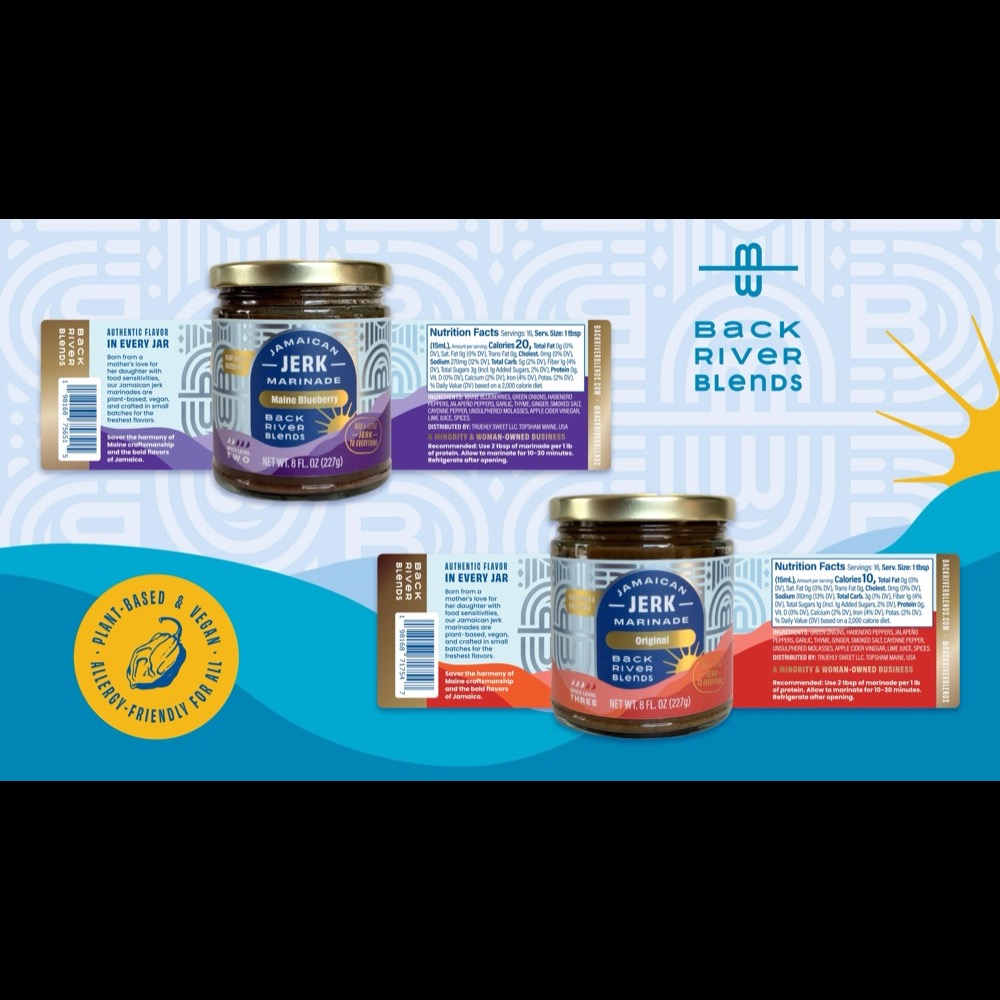 BACK
RIVER
BLENDS
BACK
RIVER
BLENDS
1 98168 75651 5
AUTHENTIC FLAVOR
IN EVERY JAR
Born from a
mother's love for
her daughter with
food sensitivities,
our Jamaican jerk
marinades are
plant-based, vegan,
and crafted in small
batches for the
freshest flavors.
Savor the harmony of
Maine craftsmanship
and the bold flavors
of Jamaica.
JAMAICAN
JERK
MARINADE
Maine Blueberry
BACK
RIVER
BLENDS
SPICE LEVEL
TWO
NET WT. 8 FL. OZ (227g)
JERK
TO EVERYTHING
Nutrition Facts Servings: 16, Serv. Size: 1 tbsp
(15mL), Amount per serving: Calories 20, Total Fat 0g (0%
DV), Sat. Fat 0g (0% DV), Trans Fat 0g, Cholest. 0mg (0% DV),
Sodium 270mg (12% DV), Total Carb. 5g (2% DV), Fiber 1g (4%
DV), Total Sugars 3g (Incl. 1g Added Sugars, 2% DV), Protein 0g,
Vit. D (0% DV), Calcium (2% DV), Iron (4% DV), Potas. (2% DV).
% Daily Value (DV) based on a 2,000 calorie diet.
INGREDIENTS: MAINE BLUEBERRIES, GREEN ONIONS, HABENERO
PEPPERS, JALAPEÑO PEPPERS, GARLIC, THYME, GINGER, SMOKED SALT,
CAYENNE PEPPER, UNSULPHERED MOLASSES, APPLE CIDER VINEGAR,
LIME JUICE, SPICES.
DISTRIBUTED BY: TRUEHLY SWEET LLC. TOPSHAM MAINE, USA
A MINORITY & WOMAN-OWNED BUSINESS
Recommended: Use 2 tbsp of marinade per 1 lb
of protein. Allow to marinate for 10-30 minutes.
Refrigerate after opening.
BACKRIVERBLENDS.COM · @BACKRIVERBLENDS
BACK
RIVER
BLENDS
1 98168 71754 7
AUTHENTIC FLAVOR
IN EVERY JAR
Born from a
mother's love for
her daughter with
food sensitivities,
our Jamaican jerk
marinades are
plant-based, vegan,
and crafted in small
batches for the
freshest flavors.
Savor the harmony of
Maine craftsmanship
and the bold flavors
of Jamaica.
JAMAICAN
JERK
MARINADE
Original
BACK
RIVER
BLENDS
SPICE LEVEL
THREE
NET WT. 8 FL. OZ (227g)
Nutrition Facts Servings: 16, Serv. Size: 1 tbsp
(15mL), Amount per serving: Calories 10, Total Fat 0g (0%
DV), Sat. Fat 0g (0% DV), Trans Fat 0g, Cholest. 0mg (0% DV),
Sodium 310mg (13% DV), Total Carb. 3g (1% DV), Fiber 1g (4%
DV), Total Sugars 1g (Incl. 1g Added Sugars, 2% DV), Protein 0g,
Vit. D (0% DV), Calcium (2% DV), Iron (4% DV), Potas. (2% DV).
% Daily Value (DV) based on a 2,000 calorie diet.
INGREDIENTS: GREEN ONIONS, HABENERO PEPPERS, JALAPEÑO
PEPPERS, GARLIC, THYME, GINGER, SMOKED SALT, CAYENNE PEPPER,
UNSULPHERED MOLASSES, APPLE CIDER VINEGAR, LIME JUICE, SPICES.
DISTRIBUTED BY: TRUEHLY SWEET LLC. TOPSHAM MAINE, USA
A MINORITY & WOMAN-OWNED BUSINESS
Recommended: Use 2 tbsp of marinade per 1 lb
of protein. Allow to marinate for 10-30 minutes.
Refrigerate after opening.
BACKRIVERBLENDS.COM · @BACKRIVERBLENDS
· PLANT-BASED & VEGAN ·
ALLERGY-FRIENDLY FOR ALL